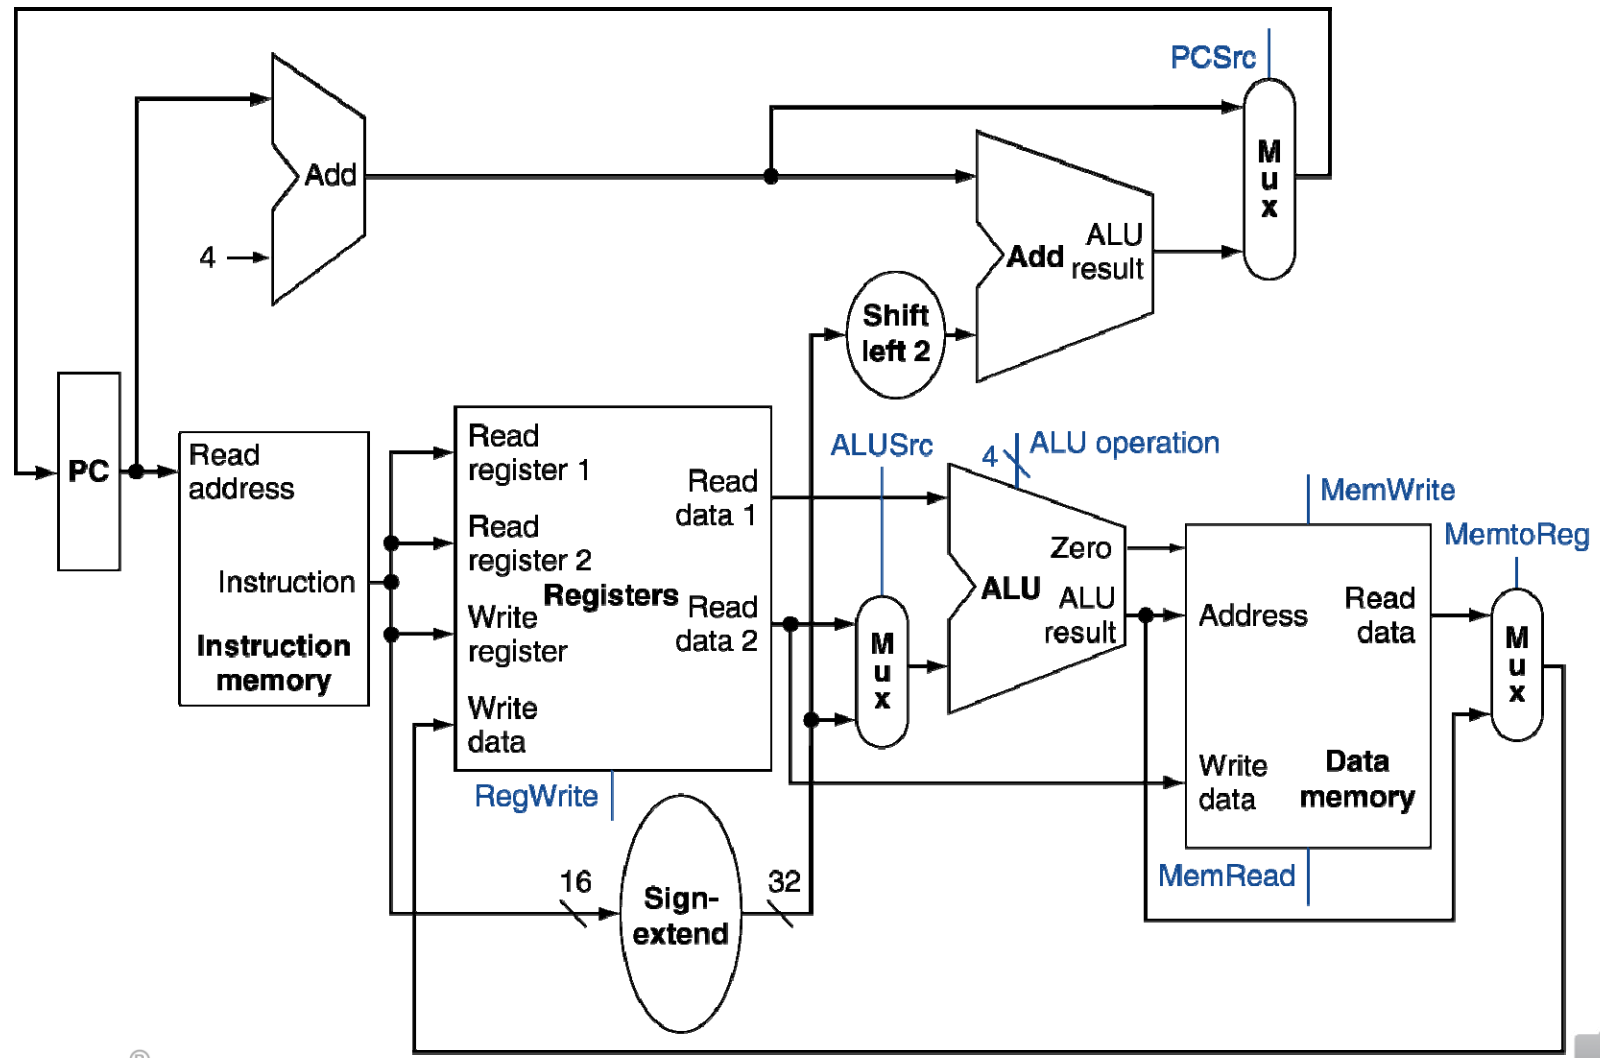 PCSrc
M
u
x
Add
4
ALU
Add result
Shift
left 2
PC
Read
address
Instruction
Instruction
memory
Read
register 1
Read
register 2
Registers
Write
register
Write
data
Read
data 1
Read
data 2
RegWrite
16
Sign-
extend
32
ALUSrc
M
u
x
4
ALU operation
Zero
ALU
ALU
result
MemWrite
Address
Read
data
Write
data
Data
memory
MemRead
MemtoReg
M
u
x
®